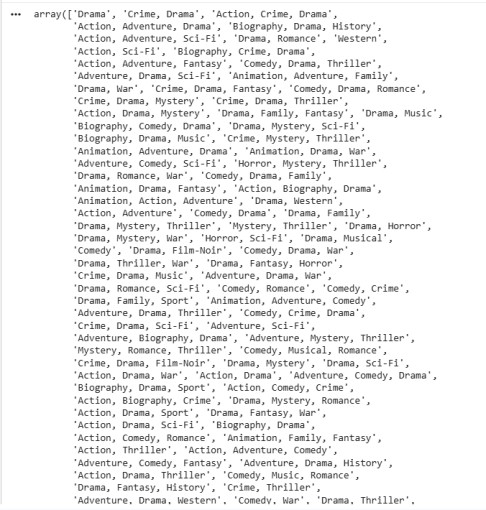 ••• array(['Drama', 'Crime, Drama', 'Action, Crime, Drama',
'Action, Adventure, Drama', 'Biography, Drama, History',
'Action, Adventure, Sci-Fi', 'Drama, Romance', 'Western',
'Action, Sci-Fi', 'Biography, Crime, Drama',
'Action, Adventure, Fantasy', 'Comedy, Drama, Thriller',
'Adventure, Drama, Sci-Fi', 'Animation, Adventure, Family',
'Drama, War', 'Crime, Drama, Fantasy', 'Comedy, Drama, Romance',
'Crime, Drama, Mystery', 'Crime, Drama, Thriller',
'Action, Drama, Mystery', 'Drama, Family, Fantasy', 'Drama, Music',
'Biography, Comedy, Drama', 'Drama, Mystery, Sci-Fi',
'Biography, Drama, Music', 'Crime, Mystery, Thriller',
'Animation, Adventure, Drama', 'Animation, Drama, War',
'Adventure, Comedy, Sci-Fi', 'Horror, Mystery, Thriller',
'Drama, Romance, War', 'Comedy, Drama, Family',
'Animation, Drama, Fantasy', 'Action, Biography, Drama',
'Animation, Action, Adventure', 'Drama, Western',
'Action, Adventure', 'Comedy, Drama', 'Drama, Family',
'Drama, Mystery, Thriller', 'Mystery, Thriller', 'Drama, Horror',
'Drama, Mystery, War', 'Horror, Sci-Fi', 'Drama, Musical',
'Comedy', 'Drama, Film-Noir', 'Comedy, Drama, War',
'Drama, Thriller, War', 'Drama, Fantasy, Horror',
'Crime, Drama, Music', 'Adventure, Drama, War',
'Drama, Romance, Sci-Fi', 'Comedy, Romance', 'Comedy, Crime',
'Drama, Family, Sport', 'Animation, Adventure, Comedy',
'Adventure, Drama, Thriller', 'Comedy, Crime, Drama',
'Crime, Drama, Sci-Fi', 'Adventure, Sci-Fi',
'Adventure, Biography, Drama', 'Adventure, Mystery, Thriller',
'Mystery, Romance, Thriller', 'Comedy, Musical, Romance',
'Crime, Drama, Film-Noir', 'Drama, Mystery', 'Drama, Sci-Fi',
'Action, Drama, War', 'Action, Drama', 'Adventure, Comedy, Drama',
'Biography, Drama, Sport', 'Action, Comedy, Crime',
'Action, Biography, Crime', 'Drama, Mystery, Romance',
'Action, Drama, Sport', 'Drama, Fantasy, War',
'Action, Drama, Sci-Fi', 'Biography, Drama',
'Action, Comedy, Romance', 'Animation, Family, Fantasy',
'Action, Thriller', 'Action, Adventure, Comedy',
'Adventure, Comedy, Fantasy', 'Adventure, Drama, History',
'Action, Drama, Thriller', 'Comedy, Music, Romance',
'Drama, Fantasy, History', 'Crime, Thriller',
'Adventure, Drama, Western', 'Comedy, War', 'Drama, Thriller',